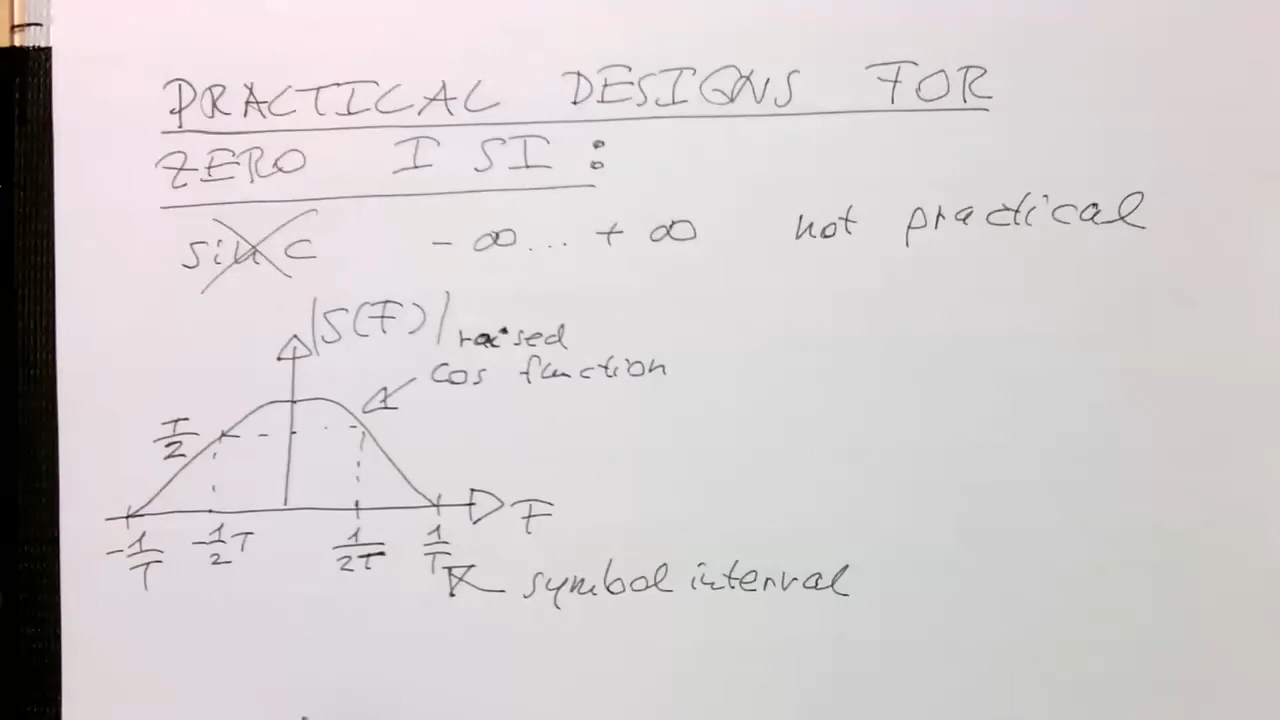 PRACTICAL DESIGNS FOR
ZERO ISI:
sinc -∞...+∞ not practical
|S(F)| raised
cos function
T/2
F
-1/T -1/2T 1/2T 1/T
symbol interval